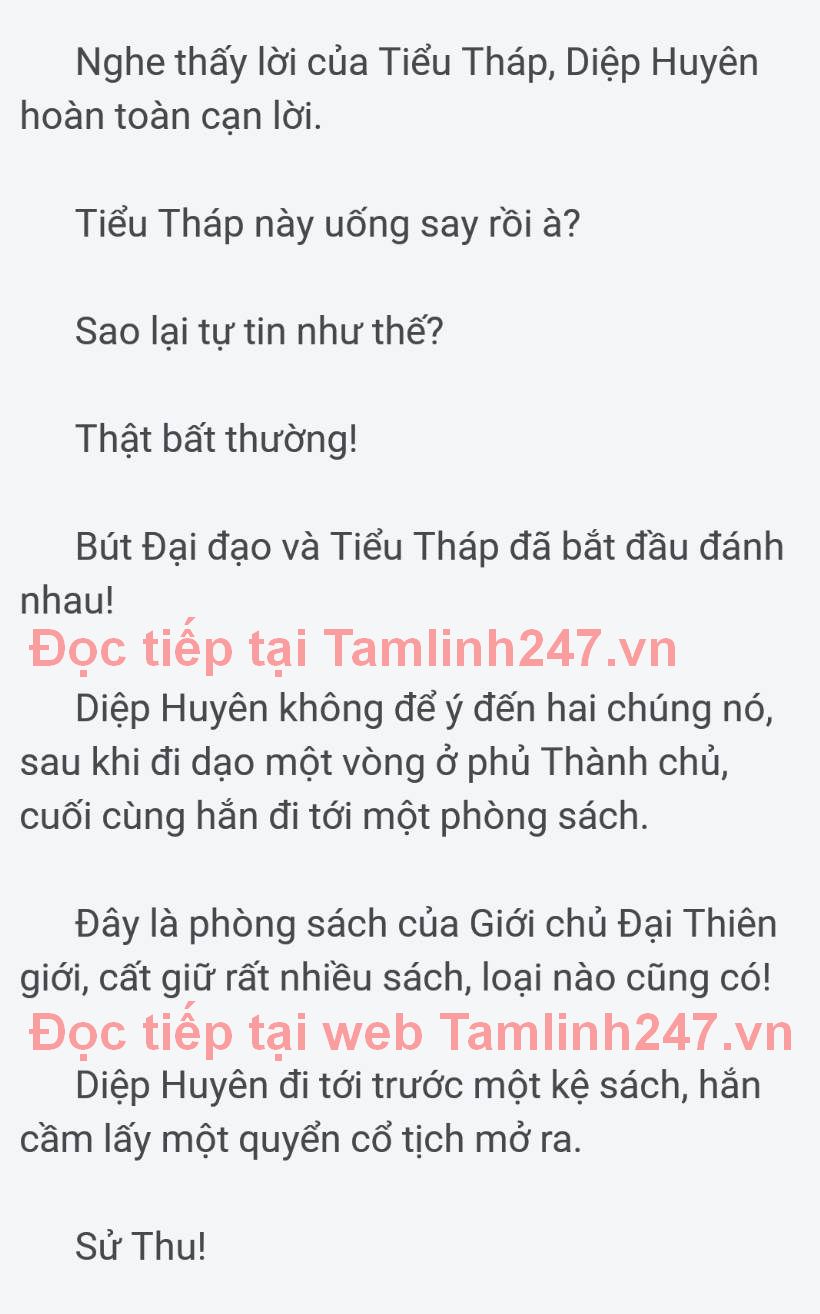 Nghe thấy lời của Tiểu Tháp, Diệp Huyên
hoàn toàn cạn lời.
Tiểu Tháp này uống say rồi à?
Sao lại tự tin như thế?
Thật bất thường!
Bút Đại đạo và Tiểu Tháp đã bắt đầu đánh
nhau!
Đọc tiếp tại Tamlinh247.vn
Diệp Huyên không để ý đến hai chúng nó,
sau khi đi dạo một vòng ở phủ Thành chủ,
cuối cùng hắn đi tới một phòng sách.
Đây là phòng sách của Giới chủ Đại Thiên
giới, cất giữ rất nhiều sách, loại nào cũng có!
Đọc tiếp tại web Tamlinh247.vn
Diệp Huyên đi tới trước một kệ sách, hắn
cầm lấy một quyển cổ tịch mở ra.
Sử Thu!